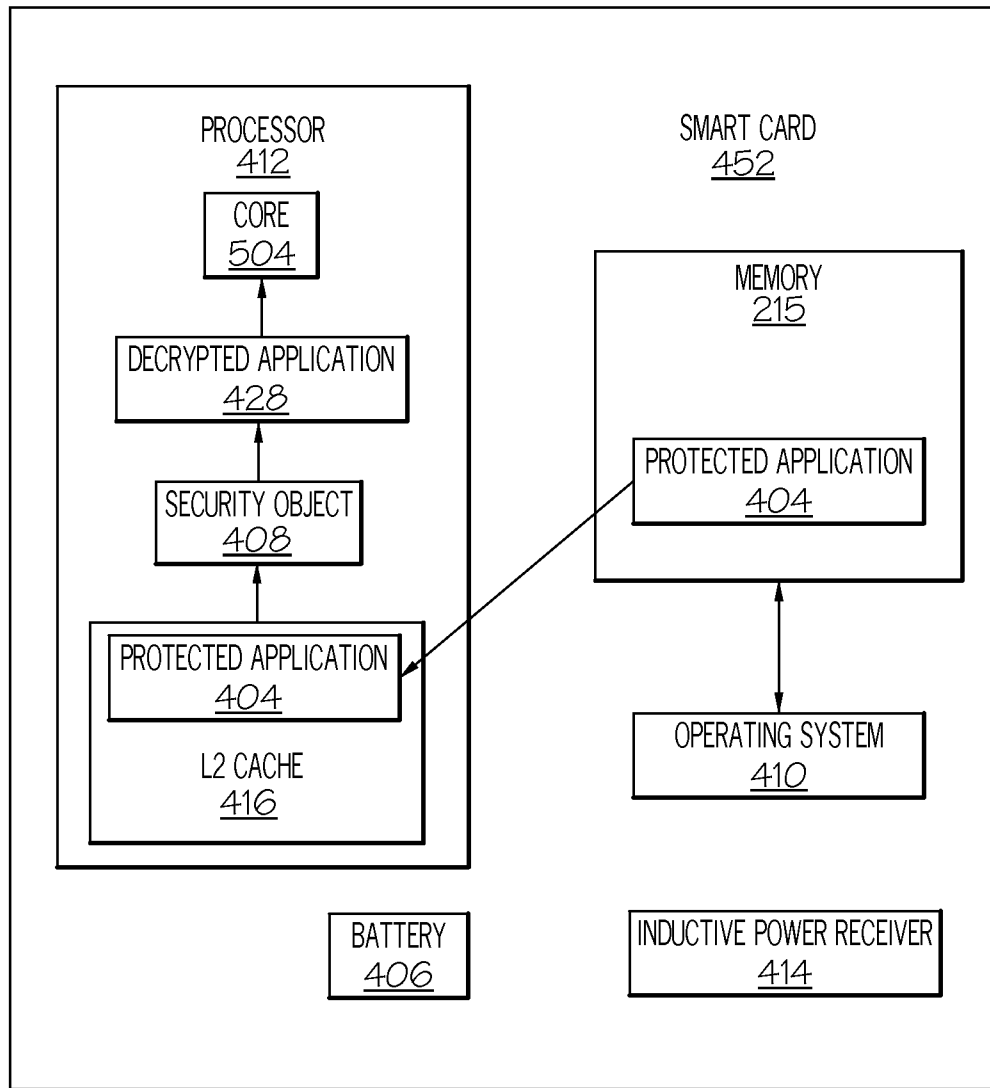 PROCESSOR
412
CORE
504
DECRYPTED APPLICATION
428
SECURITY OBJECT
408
PROTECTED APPLICATION
404
L2 CACHE
416
SMART CARD
452
MEMORY
215
PROTECTED APPLICATION
404
OPERATING SYSTEM
410
BATTERY
406
INDUCTIVE POWER RECEIVER
414